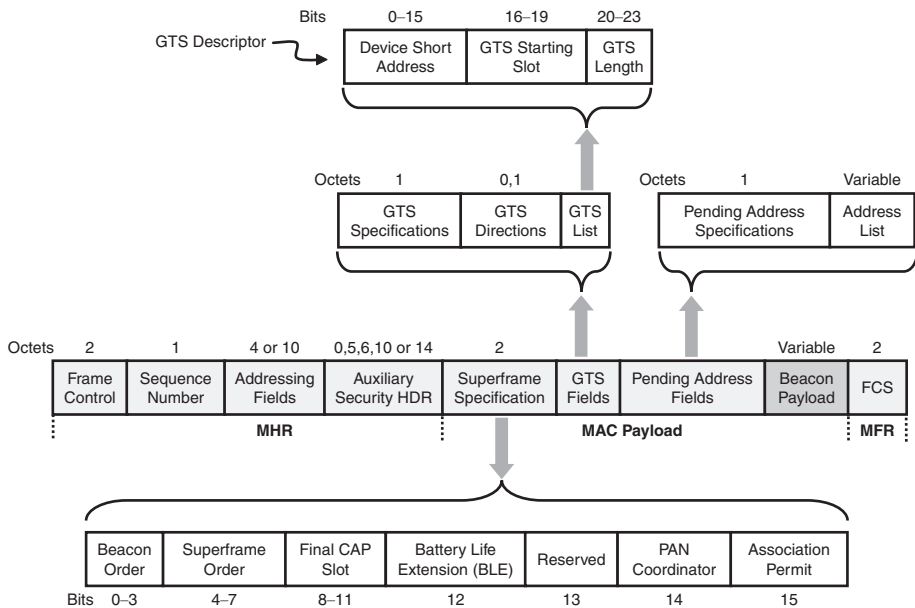 Bits 0–15 16–19 20–23
GTS Descriptor
Device Short Address GTS Starting Slot GTS Length
Octets 1 0,1
GTS Specifications GTS Directions GTS List
Octets 1 Variable
Pending Address Specifications Address List
Octets 2 1 4 or 10 0,5,6,10 or 14 2 Variable 2
Frame Control Sequence Number Addressing Fields Auxiliary Security HDR Superframe Specification GTS Fields Pending Address Fields Beacon Payload FCS
MHR MAC Payload MFR
Beacon Order Superframe Order Final CAP Slot Battery Life Extension (BLE) Reserved PAN Coordinator Association Permit
Bits 0–3 4–7 8–11 12 13 14 15